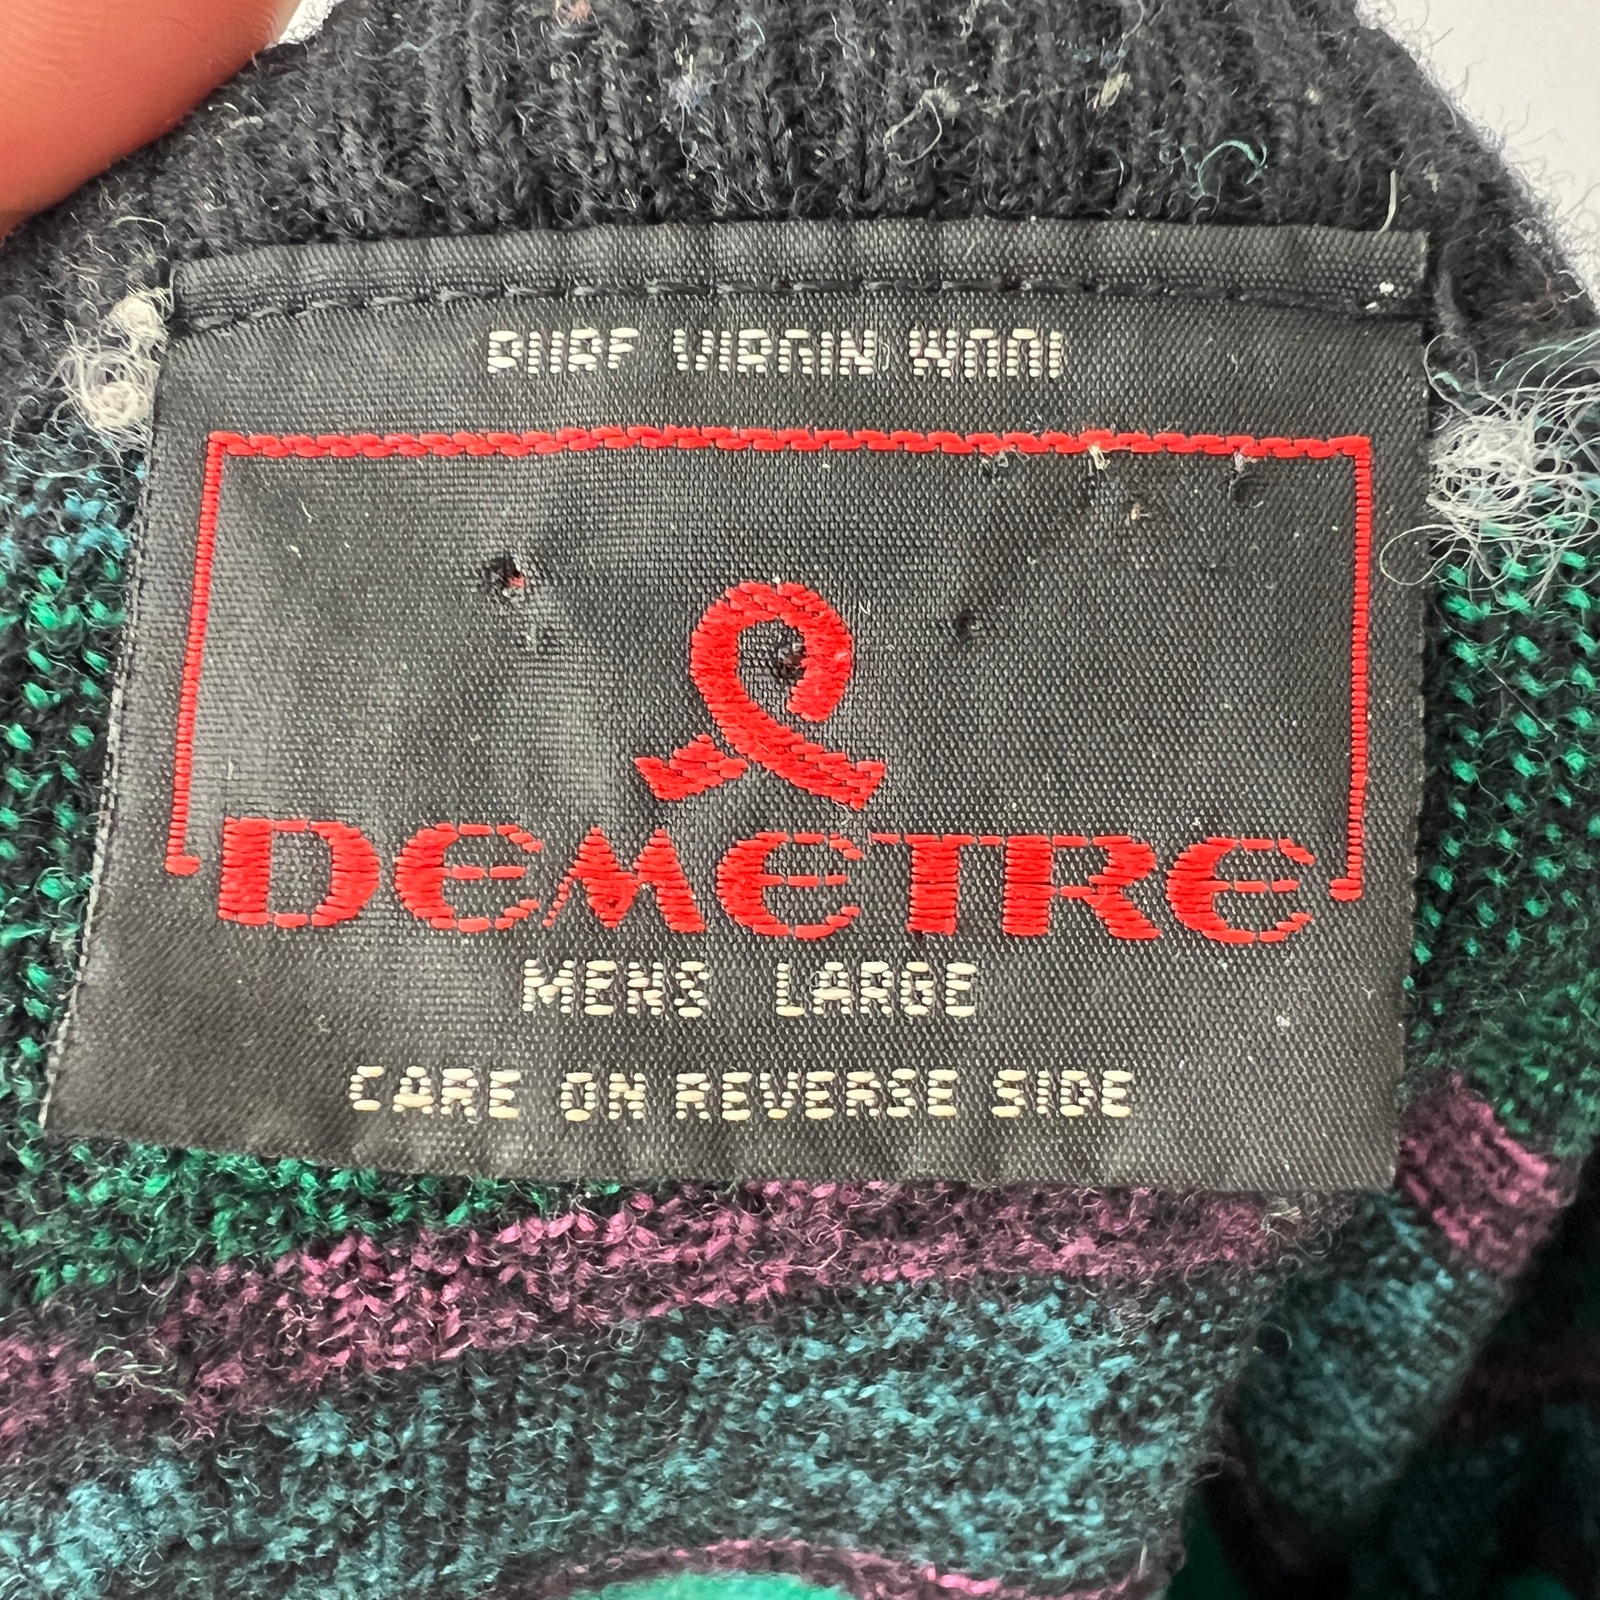 PURE VIRGIN WOOL
DEMETRE
MENS LARGE
CARE ON REVERSE SIDE